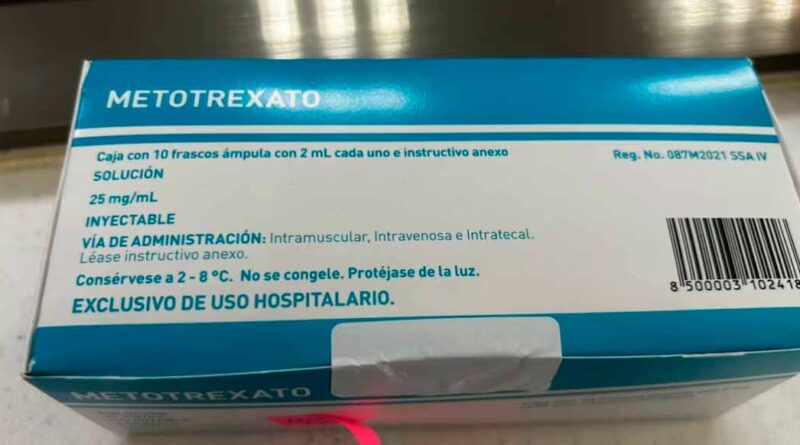 METOTREXATO
Caja con 10 frascos ámpula con 2 mL cada uno e instructivo anexo
Reg. No. 087M2021 SSA IV
SOLUCIÓN
25 mg/mL
INYECTABLE
VÍA DE ADMINISTRACIÓN: Intramuscular, Intravenosa e Intratecal.
Léase instructivo anexo.
Consérvese a 2 - 8 °C. No se congele. Protéjase de la luz.
EXCLUSIVO DE USO HOSPITALARIO.
8 500003 102418
METOTREXATO